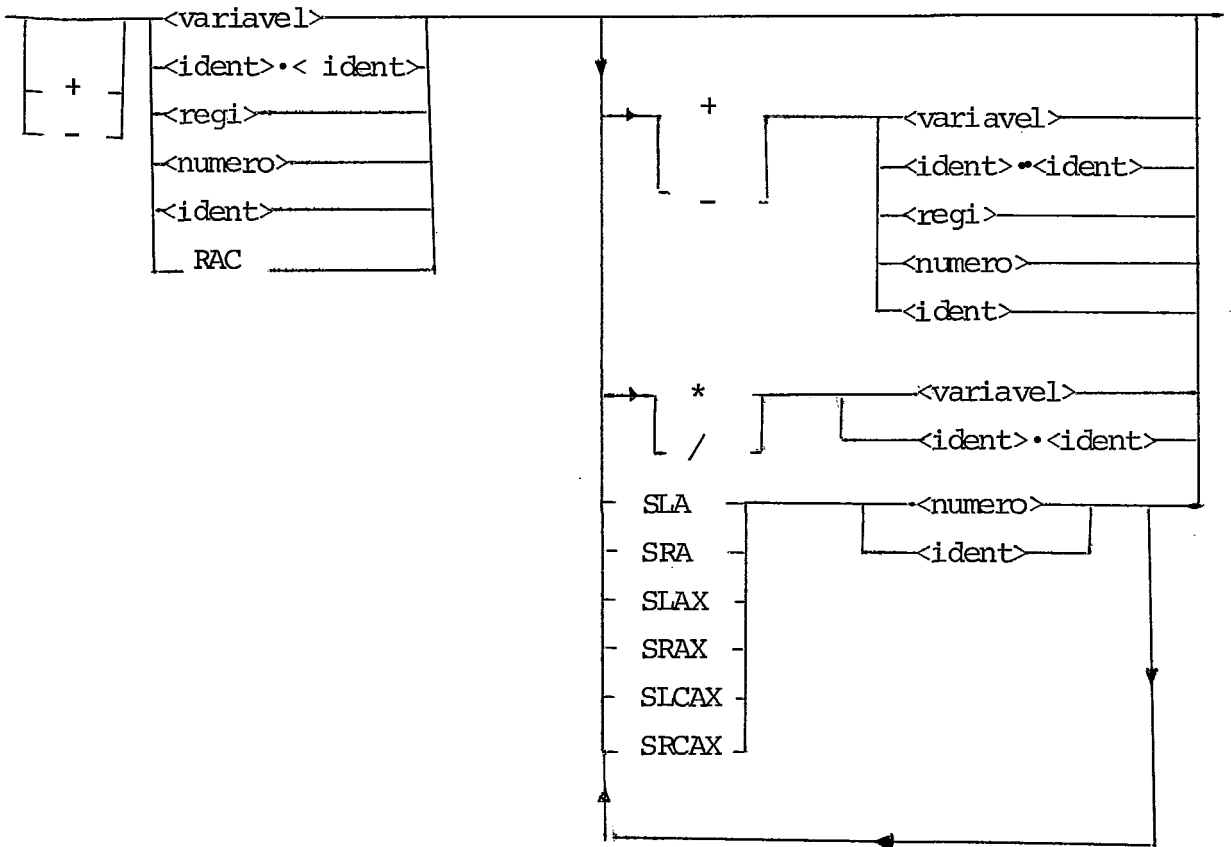 <variavel>
<ident>•< ident>
+
<regi>
-
<numero>
<ident>
RAC
+
-
<variavel>
<ident>•<ident>
<regi>
<numero>
<ident>
*
/
<variavel>
<ident>•<ident>
SLA
SRA
SLAX
SRAX
SLCAX
SRCAX
<numero>
<ident>